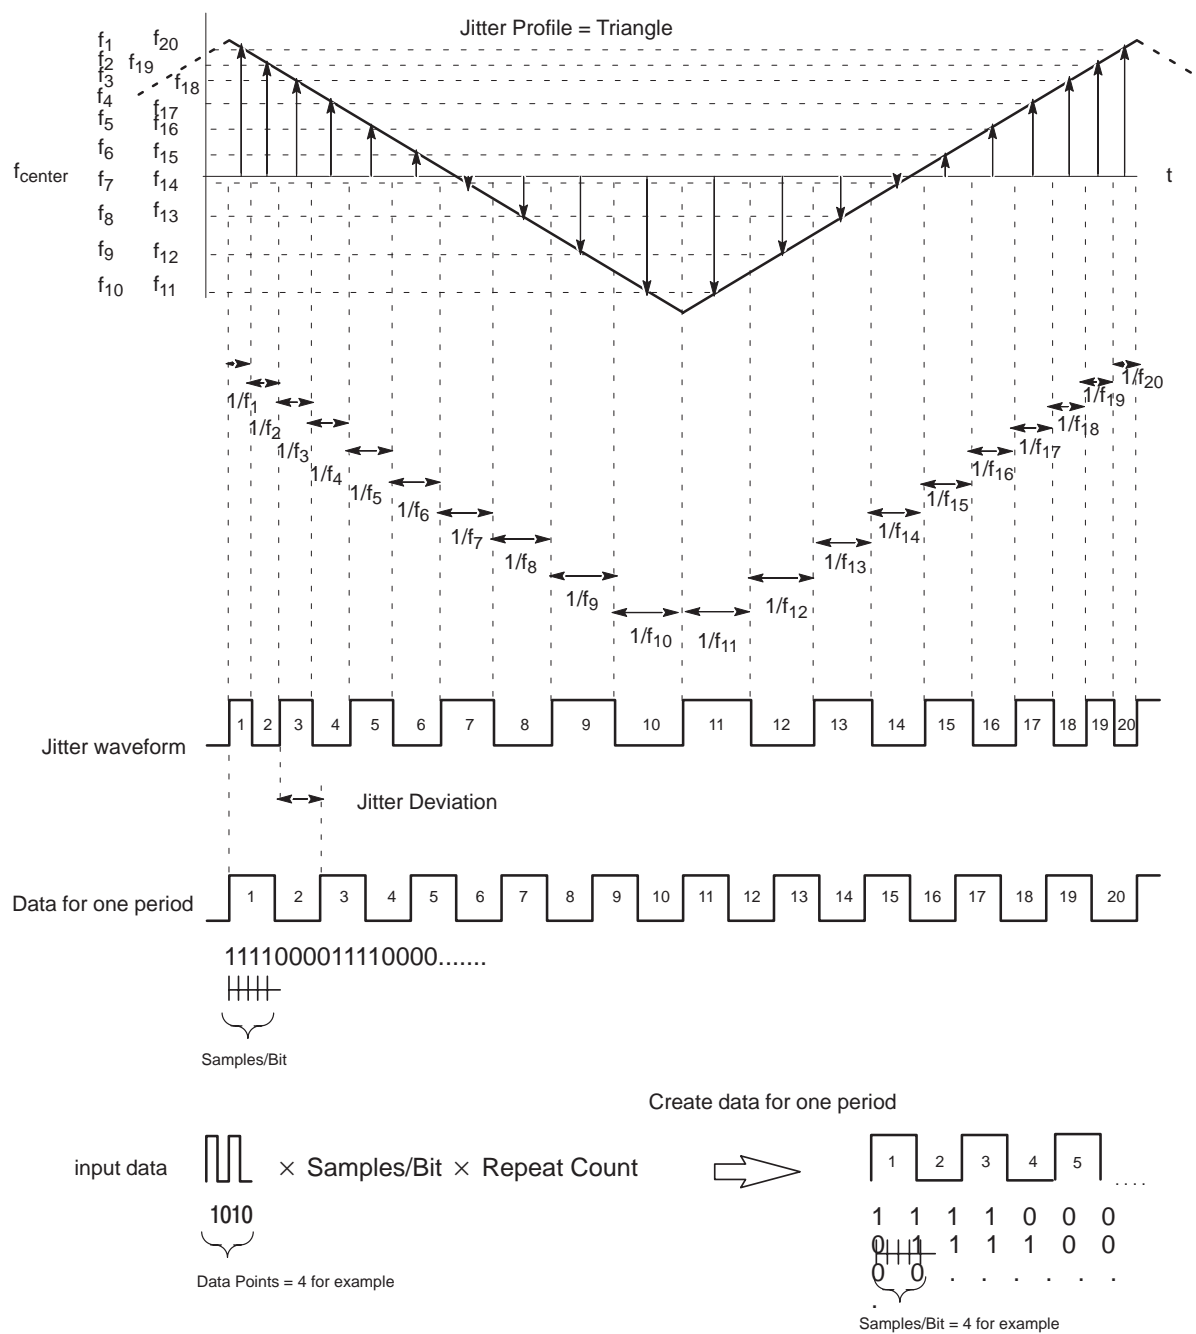 Jitter Profile = Triangle
f1 f20
f2 f19
f3 f18
f4 f17
f5 f16
f6 f15
fcenter t
f7 f14
f8 f13
f9 f12
f10 f11
1/f1
1/f2
1/f3
1/f4
1/f5
1/f6
1/f7
1/f8
1/f9
1/f10
1/f11
1/f12
1/f13
1/f14
1/f15
1/f16
1/f17
1/f18
1/f19
1/f20
Jitter waveform 1 2 3 4 5 6 7 8 9 10 11 12 13 14 15 16 17 18 19 20
Jitter Deviation
Data for one period 1 2 3 4 5 6 7 8 9 10 11 12 13 14 15 16 17 18 19 20
1111000011110000.......
Samples/Bit
Create data for one period
input data × Samples/Bit × Repeat Count 1 2 3 4 5 ....
1010
Data Points = 4 for example
1 1 1 1 0 0 0
0 1 1 1 1 0 0
0 0 . . . . .
.
Samples/Bit = 4 for example